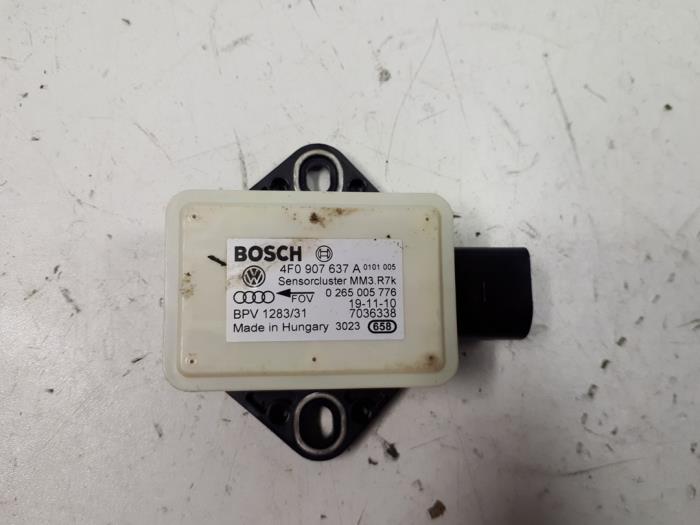 BOSCH
4F0 907 637 A 0101 005
Sensorcluster MM3.R7k
FOV 0 265 005 776
19-11-10
BPV 1283/31 7036338
Made in Hungary 3023 658